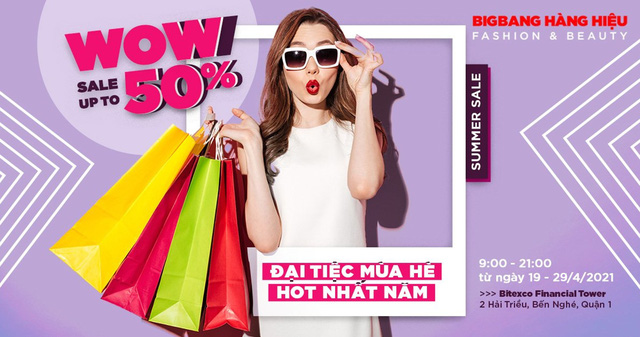 WOW!
SALE
UP TO
50%
BIGBANG HÀNG HIỆU
FASHION & BEAUTY
SUMMER SALE
ĐẠI TIỆC MÙA HÈ
HOT NHẤT NĂM
9:00 - 21:00
từ ngày 19 - 29/4/2021
>>> Bitexco Financial Tower
2 Hải Triều, Bến Nghé, Quận 1